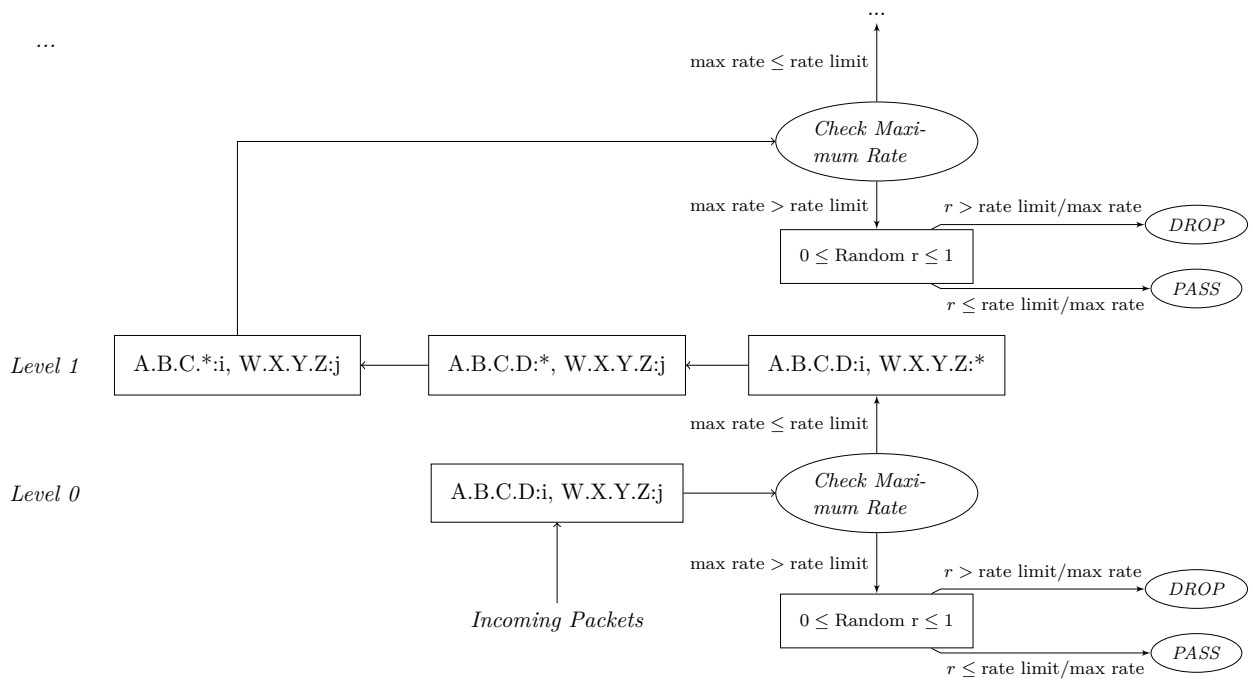 ...
...
max rate ≤ rate limit
Check Maxi-
mum Rate
max rate > rate limit
r > rate limit/max rate
DROP
0 ≤ Random r ≤ 1
PASS
r ≤ rate limit/max rate
Level 1
A.B.C.*:i, W.X.Y.Z:j
A.B.C.D:*, W.X.Y.Z:j
A.B.C.D:i, W.X.Y.Z:*
max rate ≤ rate limit
Level 0
A.B.C.D:i, W.X.Y.Z:j
Check Maxi-
mum Rate
max rate > rate limit
r > rate limit/max rate
DROP
Incoming Packets
0 ≤ Random r ≤ 1
PASS
r ≤ rate limit/max rate